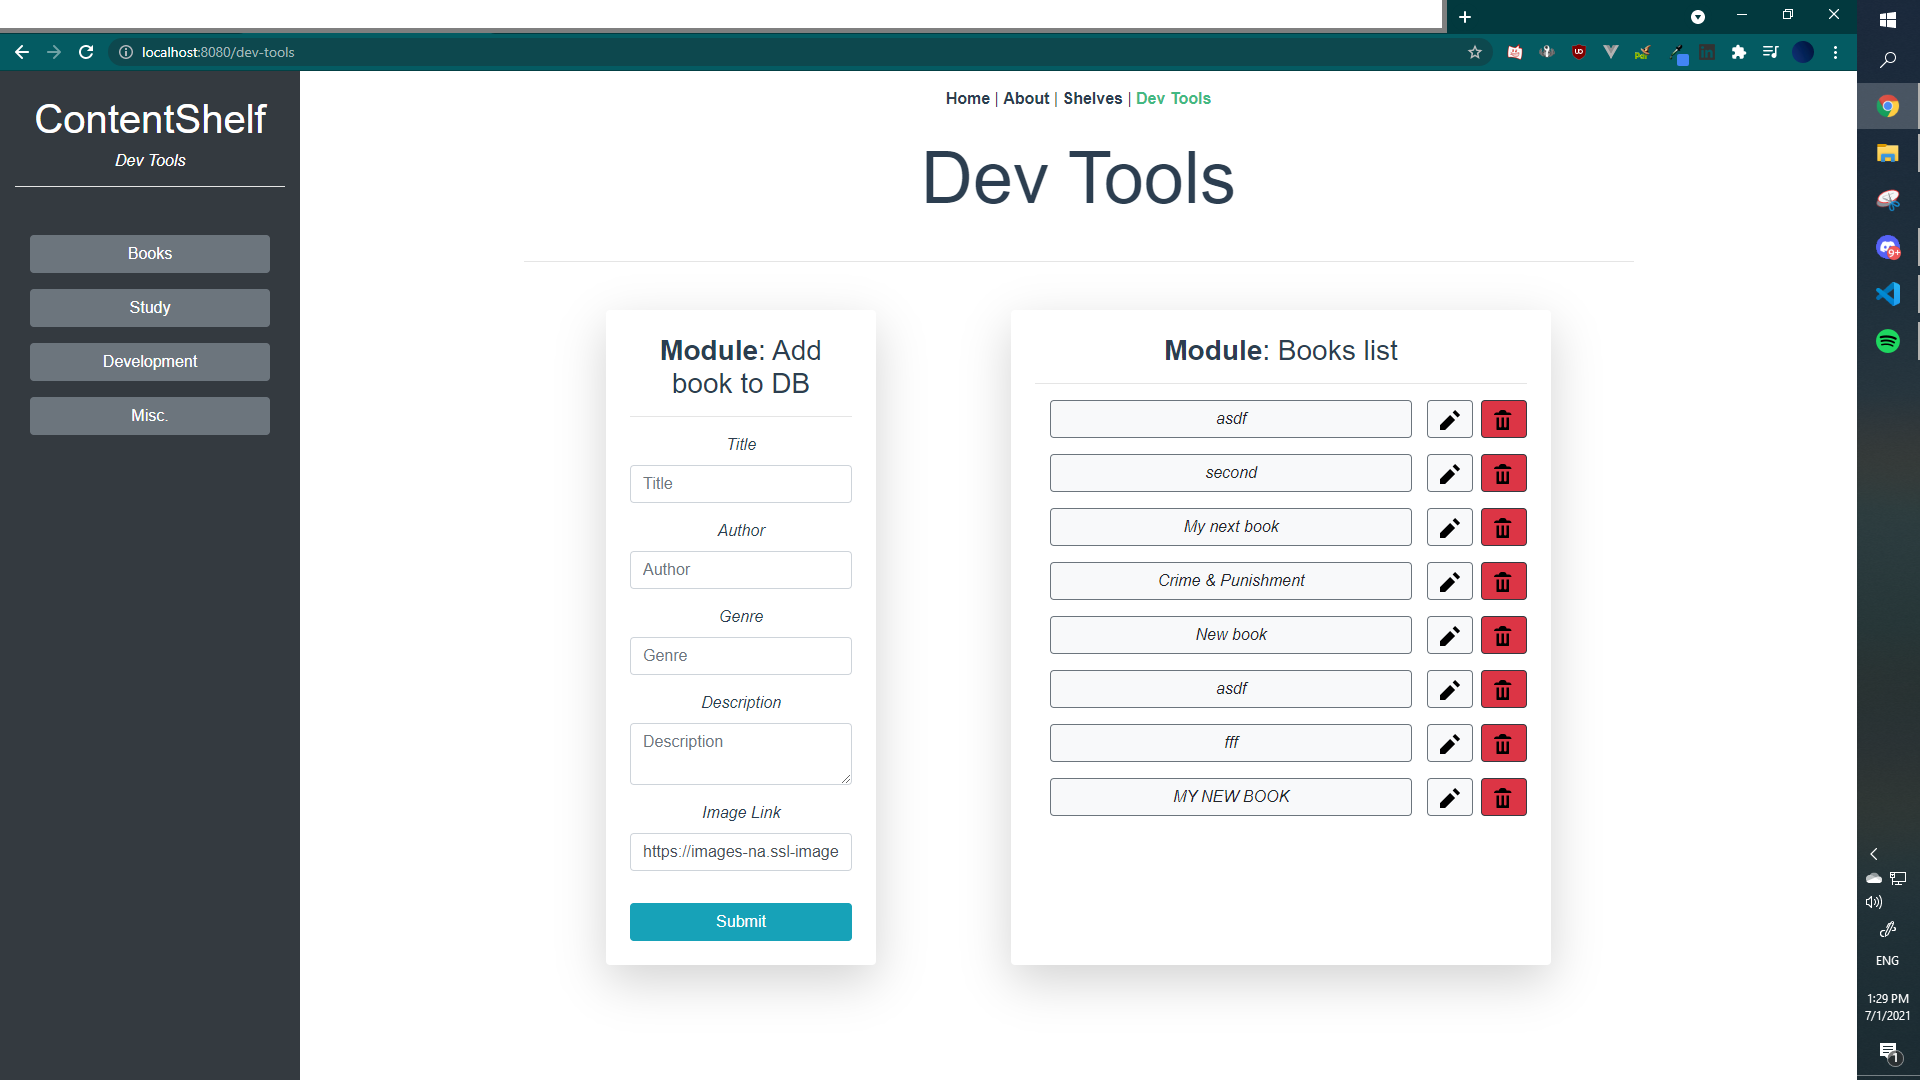 localhost:8080/dev-tools
ContentShelf
Dev Tools
Books
Study
Development
Misc.
Home | About | Shelves | Dev Tools
Dev Tools
Module: Add
book to DB
Title
Title
Author
Author
Genre
Genre
Description
Description
Image Link
https://images-na.ssl-image
Submit
Module: Books list
asdf
second
My next book
Crime & Punishment
New book
asdf
fff
MY NEW BOOK
9+
ENG
1:29 PM
7/1/2021
1